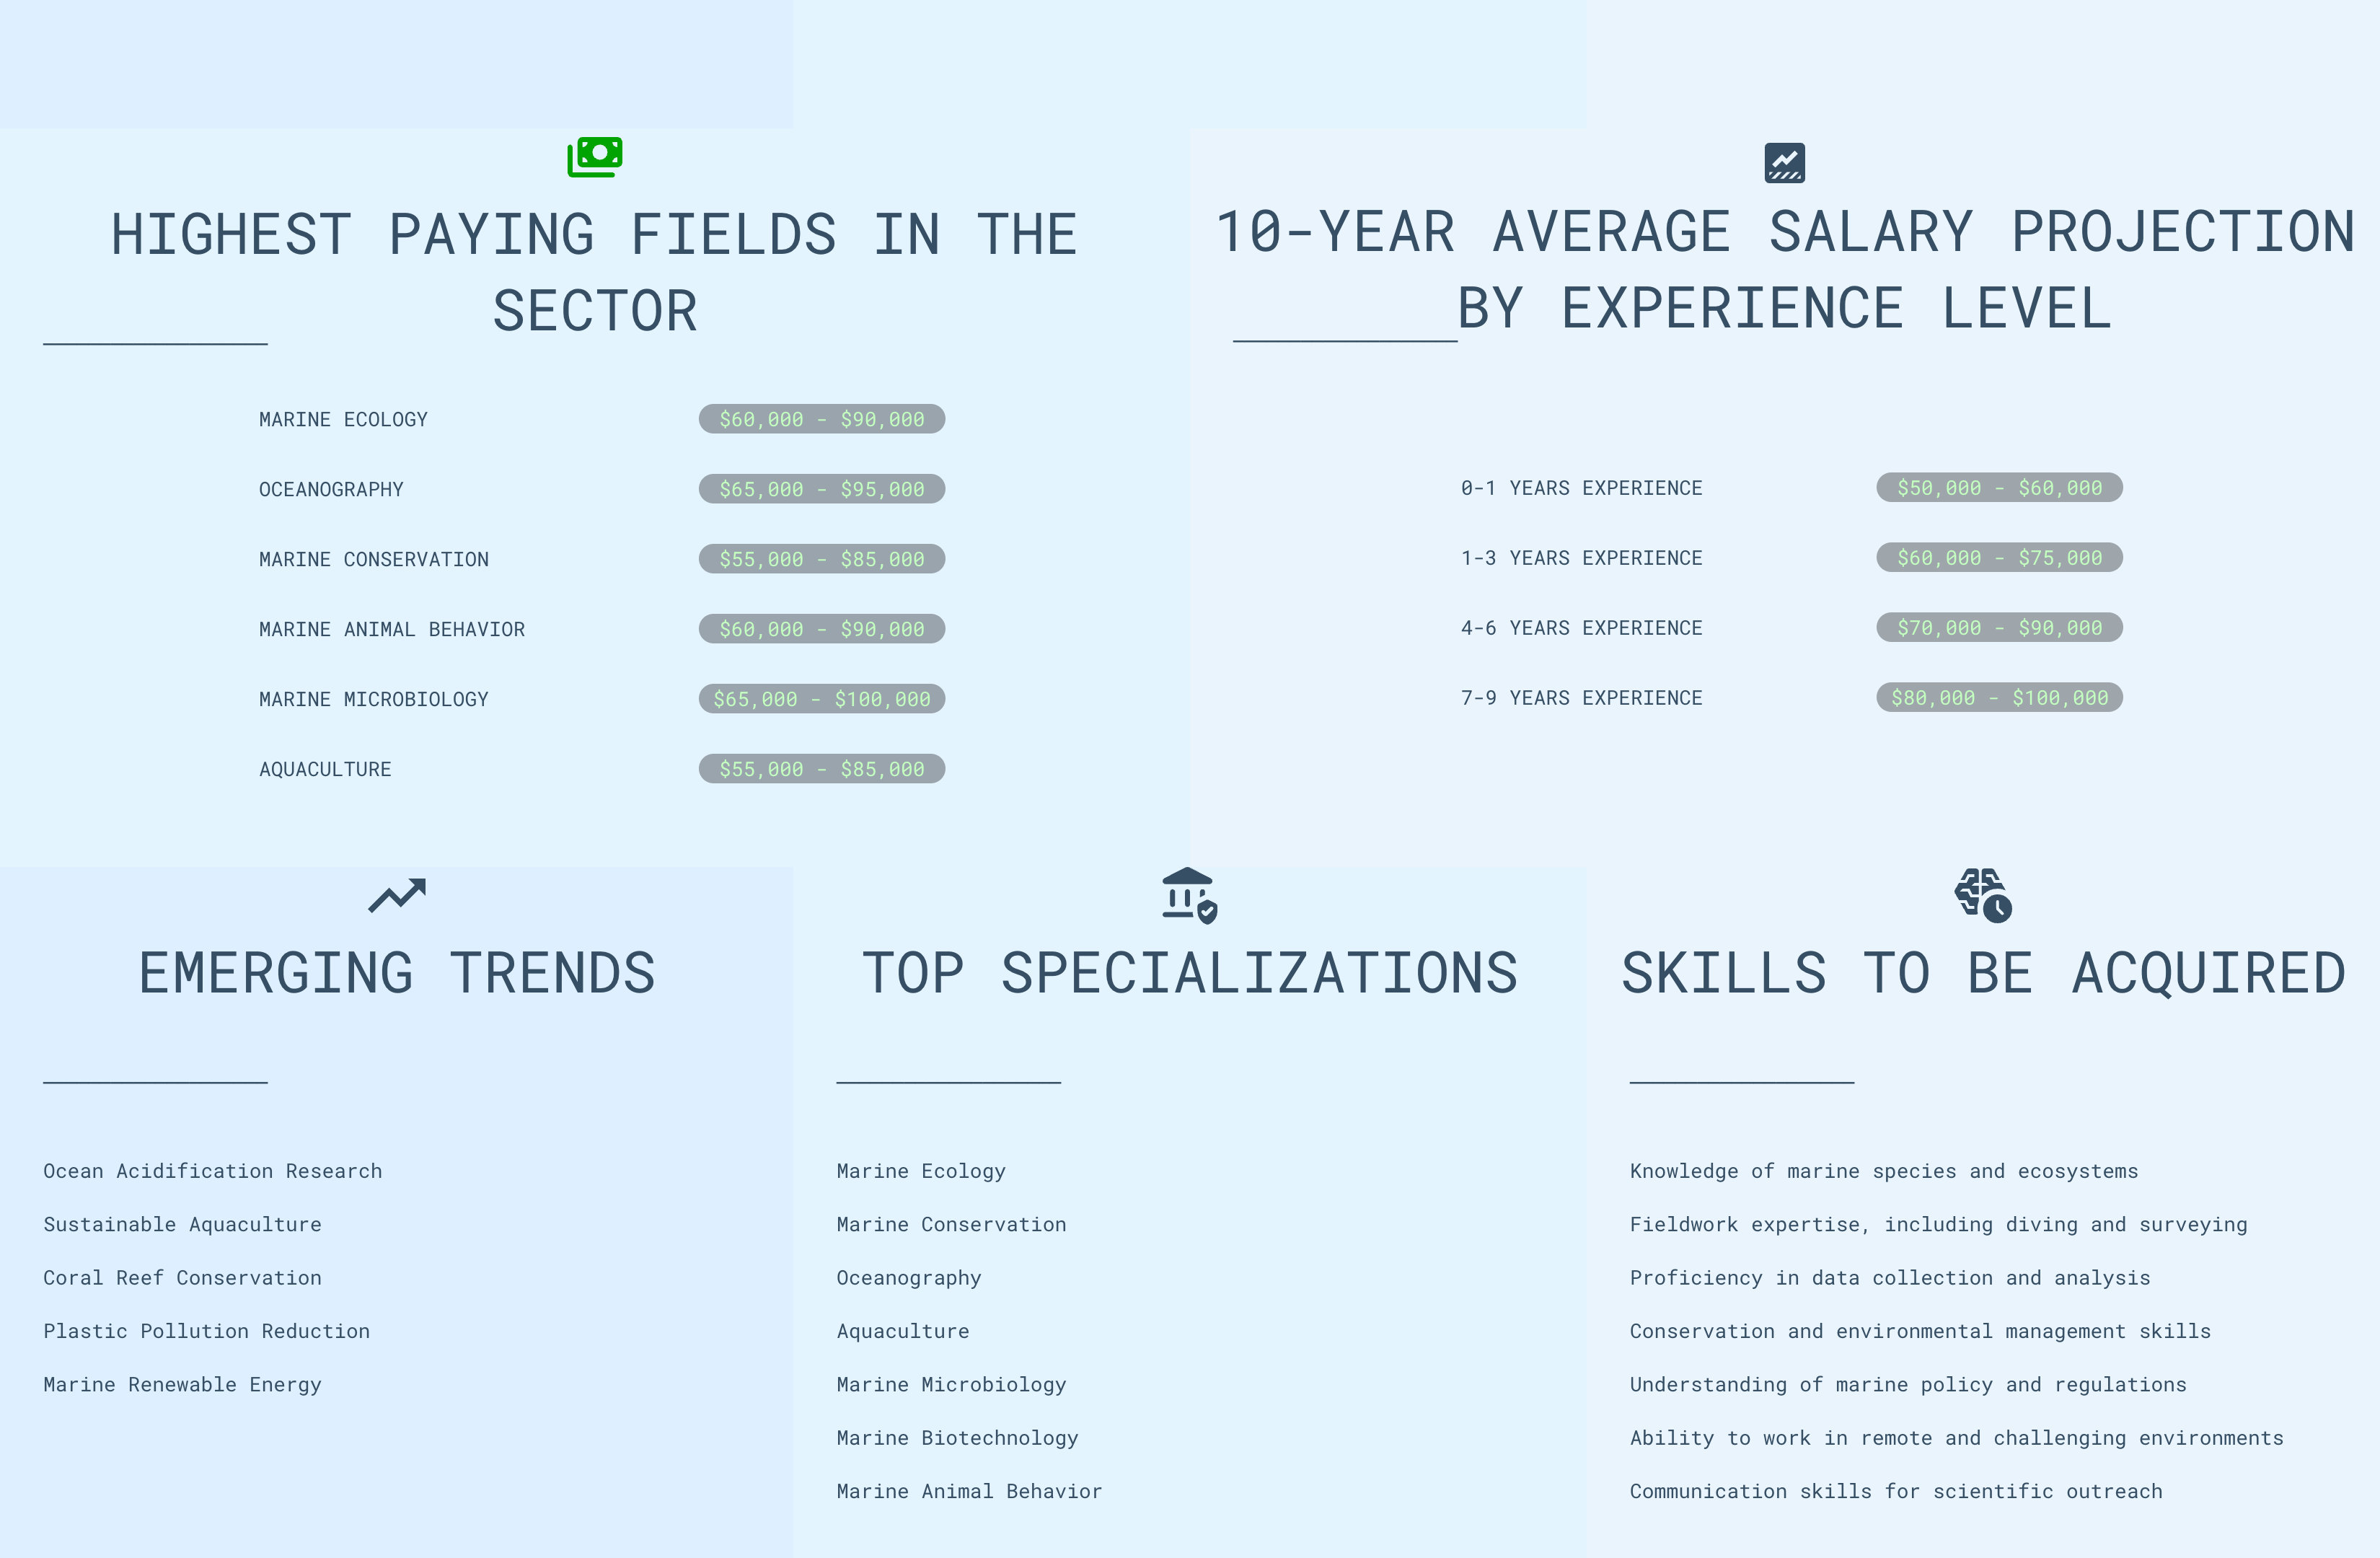 HIGHEST PAYING FIELDS IN THE
SECTOR
MARINE ECOLOGY $60,000 - $90,000
OCEANOGRAPHY $65,000 - $95,000
MARINE CONSERVATION $55,000 - $85,000
MARINE ANIMAL BEHAVIOR $60,000 - $90,000
MARINE MICROBIOLOGY $65,000 - $100,000
AQUACULTURE $55,000 - $85,000
10-YEAR AVERAGE SALARY PROJECTION
BY EXPERIENCE LEVEL
0-1 YEARS EXPERIENCE $50,000 - $60,000
1-3 YEARS EXPERIENCE $60,000 - $75,000
4-6 YEARS EXPERIENCE $70,000 - $90,000
7-9 YEARS EXPERIENCE $80,000 - $100,000
EMERGING TRENDS
Ocean Acidification Research
Sustainable Aquaculture
Coral Reef Conservation
Plastic Pollution Reduction
Marine Renewable Energy
TOP SPECIALIZATIONS
Marine Ecology
Marine Conservation
Oceanography
Aquaculture
Marine Microbiology
Marine Biotechnology
Marine Animal Behavior
SKILLS TO BE ACQUIRED
Knowledge of marine species and ecosystems
Fieldwork expertise, including diving and surveying
Proficiency in data collection and analysis
Conservation and environmental management skills
Understanding of marine policy and regulations
Ability to work in remote and challenging environments
Communication skills for scientific outreach